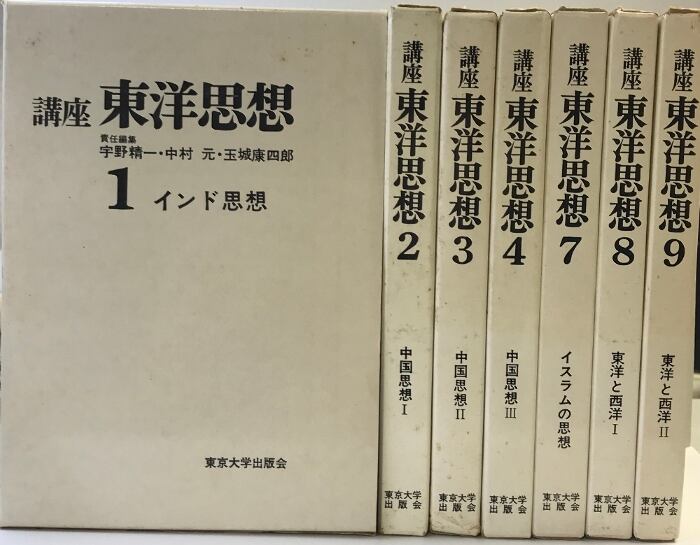 講座 東洋思想
責任編集
宇野精一・中村 元・玉城康四郎
1 インド思想
東京大学出版会
講座 東洋思想 2
中国思想 I
東京大学
出版会
講座 東洋思想 3
中国思想 II
東京大学
出版会
講座 東洋思想 4
中国思想 III
東京大学
出版会
講座 東洋思想 7
イスラムの思想
東京大学
出版会
講座 東洋思想 8
東洋と西洋 I
東京大学
出版会
講座 東洋思想 9
東洋と西洋 II
東京大学
出版会